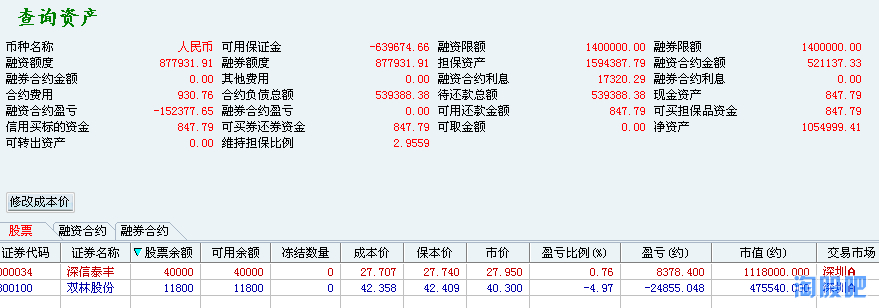 查询资产
币种名称 人民币 可用保证金 -639674.66 融资限额 1400000.00 融券限额 1400000.00
融资额度 877931.91 融券额度 877931.91 担保资产 1594387.79 融资合约金额 521137.33
融券合约金额 0.00 其他费用 0.00 融资合约利息 17320.29 融券合约利息 0.00
合约费用 930.76 合约负债总额 539388.38 待还款总额 539388.38 现金资产 847.79
融资合约盈亏 -152377.65 融券合约盈亏 0.00 可用还款金额 847.79 可买担保品资金 847.79
信用买标的资金 847.79 可买券还券资金 847.79 可取金额 0.00 净资产 1054999.41
可转出资产 0.00 维持担保比例 2.9559
修改成本价
股票 融资合约 融券合约
证券代码 证券名称 股票余额 可用余额 冻结数量 成本价 保本价 市价 盈亏比例(%) 盈亏(约) 市值(约) 交易市场
000034 深信泰丰 40000 40000 0 27.707 27.740 27.950 0.76 8378.400 1118000.000 深圳A
300100 双林股份 11800 11800 0 42.358 42.409 40.300 -4.97 -24855.048 475540.0 深圳A
淘股吧